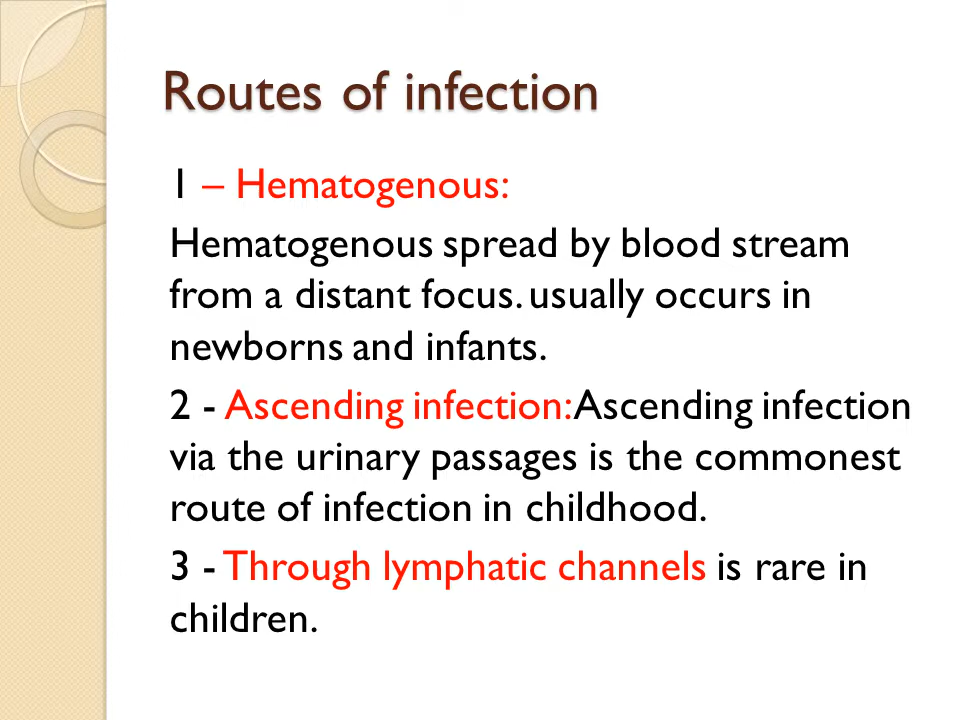 Routes of infection
1 – Hematogenous:
Hematogenous spread by blood stream
from a distant focus. usually occurs in
newborns and infants.
2 - Ascending infection:Ascending infection
via the urinary passages is the commonest
route of infection in childhood.
3 - Through lymphatic channels is rare in
children.